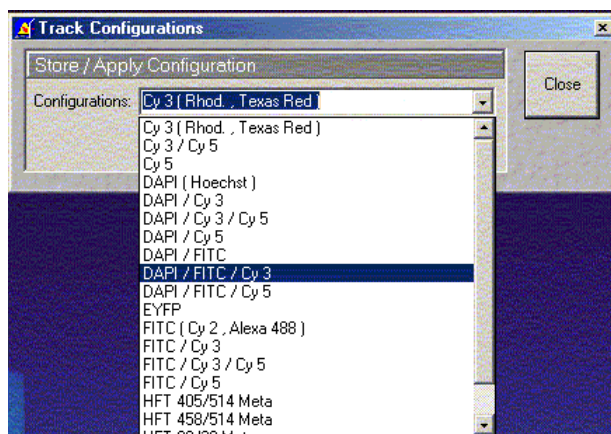 Track Configurations
Store / Apply Configuration
Close
Configurations: Cy 3 ( Rhod. , Texas Red )
Cy 3 ( Rhod. , Texas Red )
Cy 3 / Cy 5
Cy 5
DAPI ( Hoechst )
DAPI / Cy 3
DAPI / Cy 3 / Cy 5
DAPI / Cy 5
DAPI / FITC
DAPI / FITC / Cy 3
DAPI / FITC / Cy 5
EYFP
FITC ( Cy 2 , Alexa 488 )
FITC / Cy 3
FITC / Cy 3 / Cy 5
FITC / Cy 5
HFT 405/514 Meta
HFT 458/514 Meta